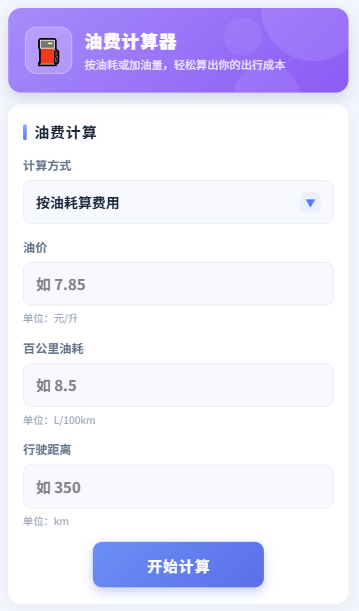 油费计算器
按油耗或加油量，轻松算出你的出行成本
油费计算
计算方式
按油耗算费用
油价
如 7.85
单位：元/升
百公里油耗
如 8.5
单位：L/100km
行驶距离
如 350
单位：km
开始计算